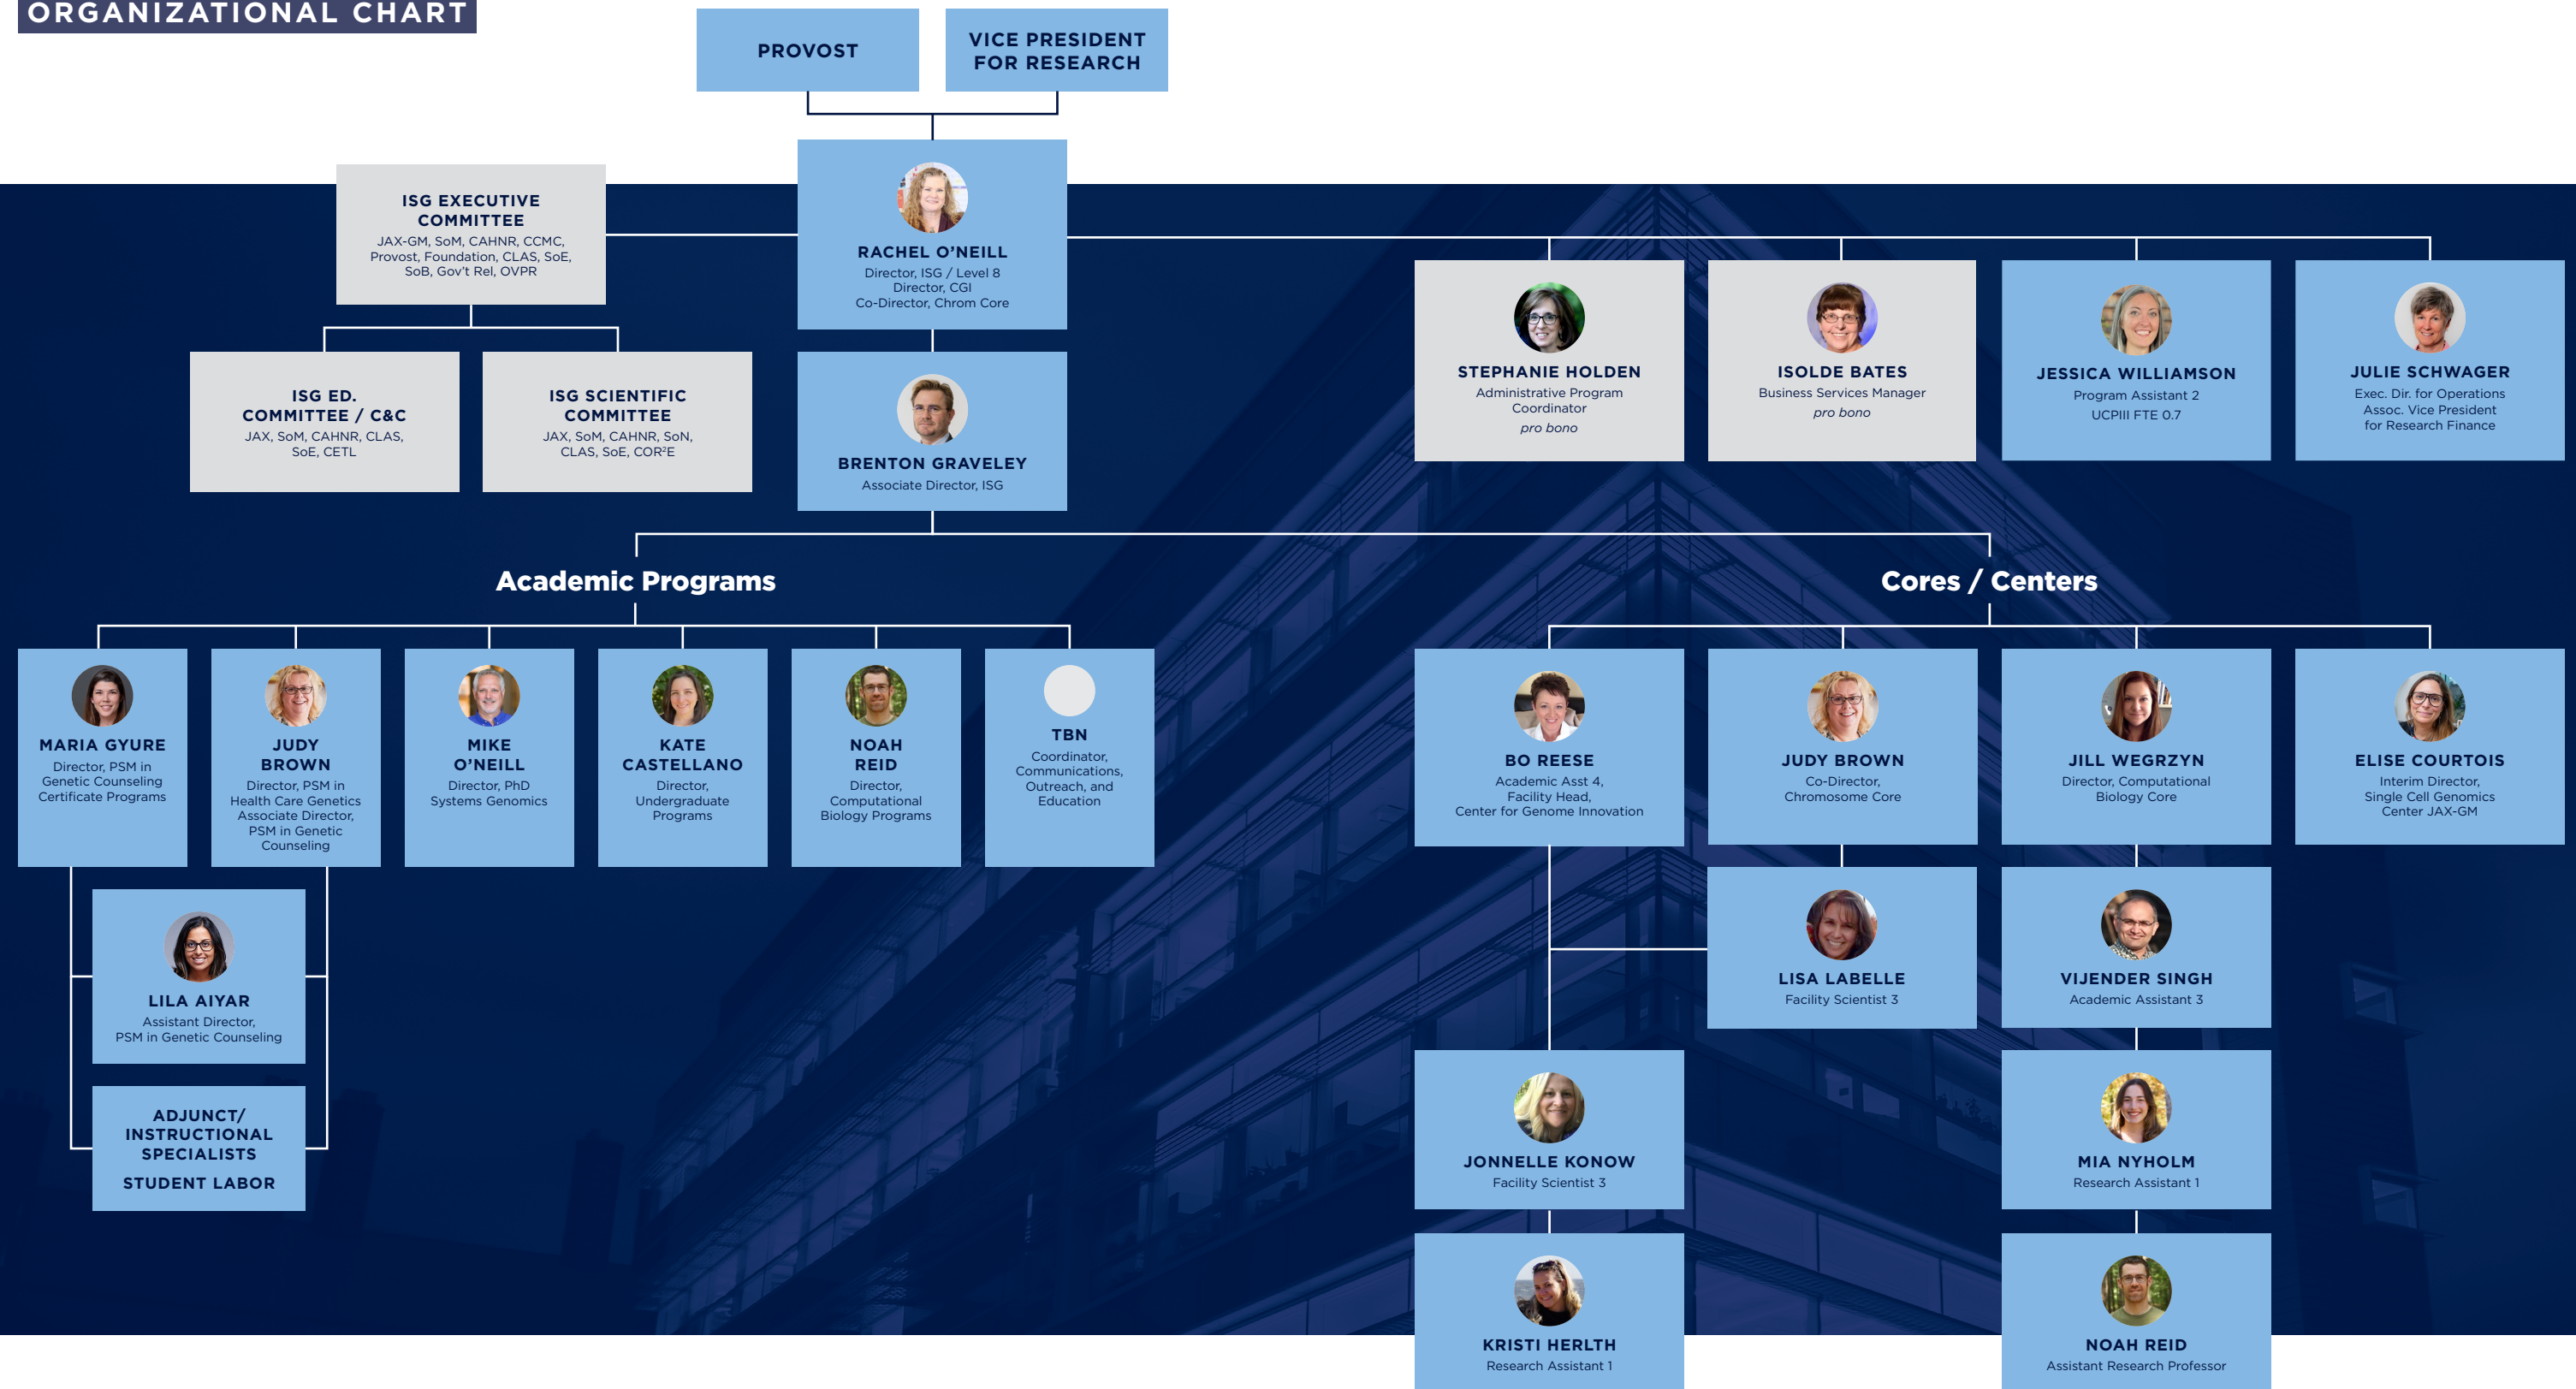 ORGANIZATIONAL CHART
PROVOST
VICE PRESIDENT
FOR RESEARCH
ISG EXECUTIVE
COMMITTEE
JAX-GM, SoM, CAHNR, CCMC,
Provost, Foundation, CLAS, SoE,
SoB, Gov't Rel, OVPR
RACHEL O'NEILL
Director, ISG / Level 8
Director, CGI
Co-Director, Chrom Core
STEPHANIE HOLDEN
Administrative Program
Coordinator
pro bono
ISOLDE BATES
Business Services Manager
pro bono
JESSICA WILLIAMSON
Program Assistant 2
UCPIII FTE 0.7
JULIE SCHWAGER
Exec. Dir. for Operations
Assoc. Vice President
for Research Finance
ISG ED.
COMMITTEE / C&C
JAX, SoM, CAHNR, CLAS,
SoE, CETL
ISG SCIENTIFIC
COMMITTEE
JAX, SoM, CAHNR, SoN,
CLAS, SoE, COR²E
BRENTON GRAVELEY
Associate Director, ISG
Academic Programs
Cores / Centers
MARIA GYURE
Director, PSM in
Genetic Counseling
Certificate Programs
JUDY
BROWN
Director, PSM in
Health Care Genetics
Associate Director,
PSM in Genetic
Counseling
MIKE
O'NEILL
Director, PhD
Systems Genomics
KATE
CASTELLANO
Director,
Undergraduate
Programs
NOAH
REID
Director,
Computational
Biology Programs
TBN
Coordinator,
Communications,
Outreach, and
Education
BO REESE
Academic Asst 4,
Facility Head,
Center for Genome Innovation
JUDY BROWN
Co-Director,
Chromosome Core
JILL WEGRZYN
Director, Computational
Biology Core
ELISE COURTOIS
Interim Director,
Single Cell Genomics
Center JAX-GM
LILA AIYAR
Assistant Director,
PSM in Genetic Counseling
LISA LABELLE
Facility Scientist 3
VIJENDER SINGH
Academic Assistant 3
ADJUNCT/
INSTRUCTIONAL
SPECIALISTS
STUDENT LABOR
JONNELLE KONOW
Facility Scientist 3
MIA NYHOLM
Research Assistant 1
KRISTI HERLTH
Research Assistant 1
NOAH REID
Assistant Research Professor